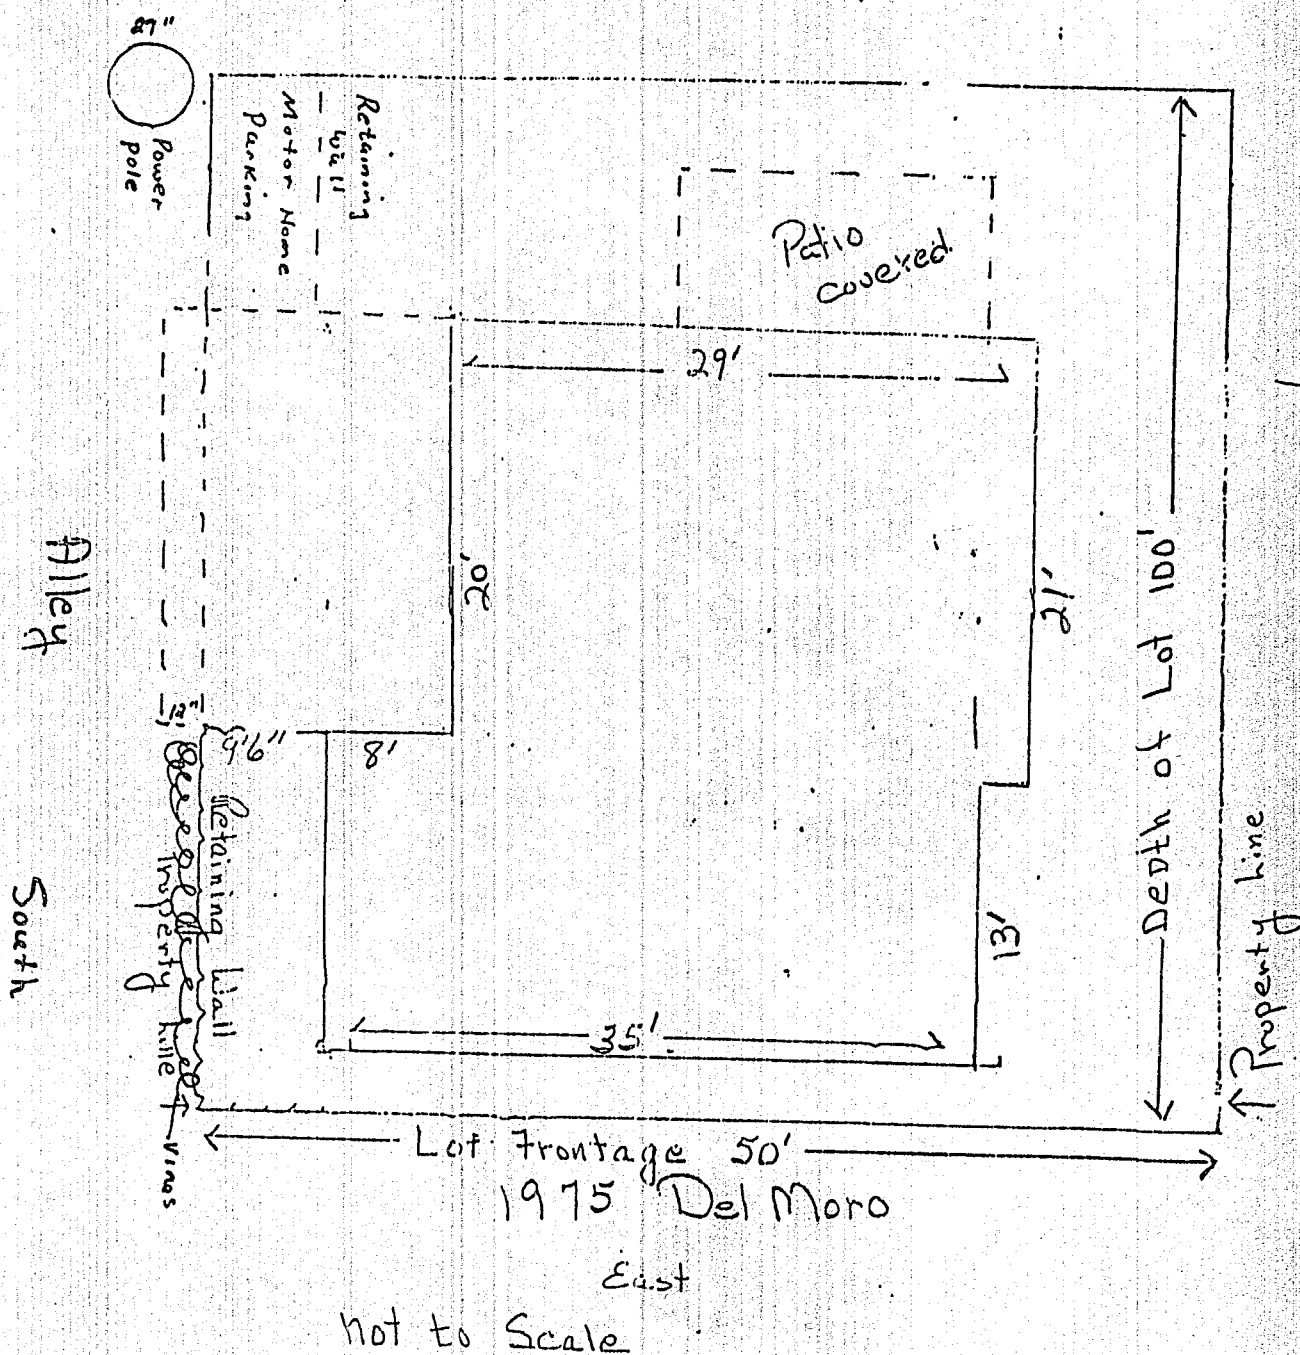 27"
Power
pole
Retaining
wall
Motor Home
Parking
Patio
covered
29'
20'
21'
Depth of Lot 100'
Property Line
Alley
12"
9'6"
8'
Retaining Wall
Property
13'
South
35'
vines
Lot Frontage 50'
1975 Del Moro
East
not to Scale